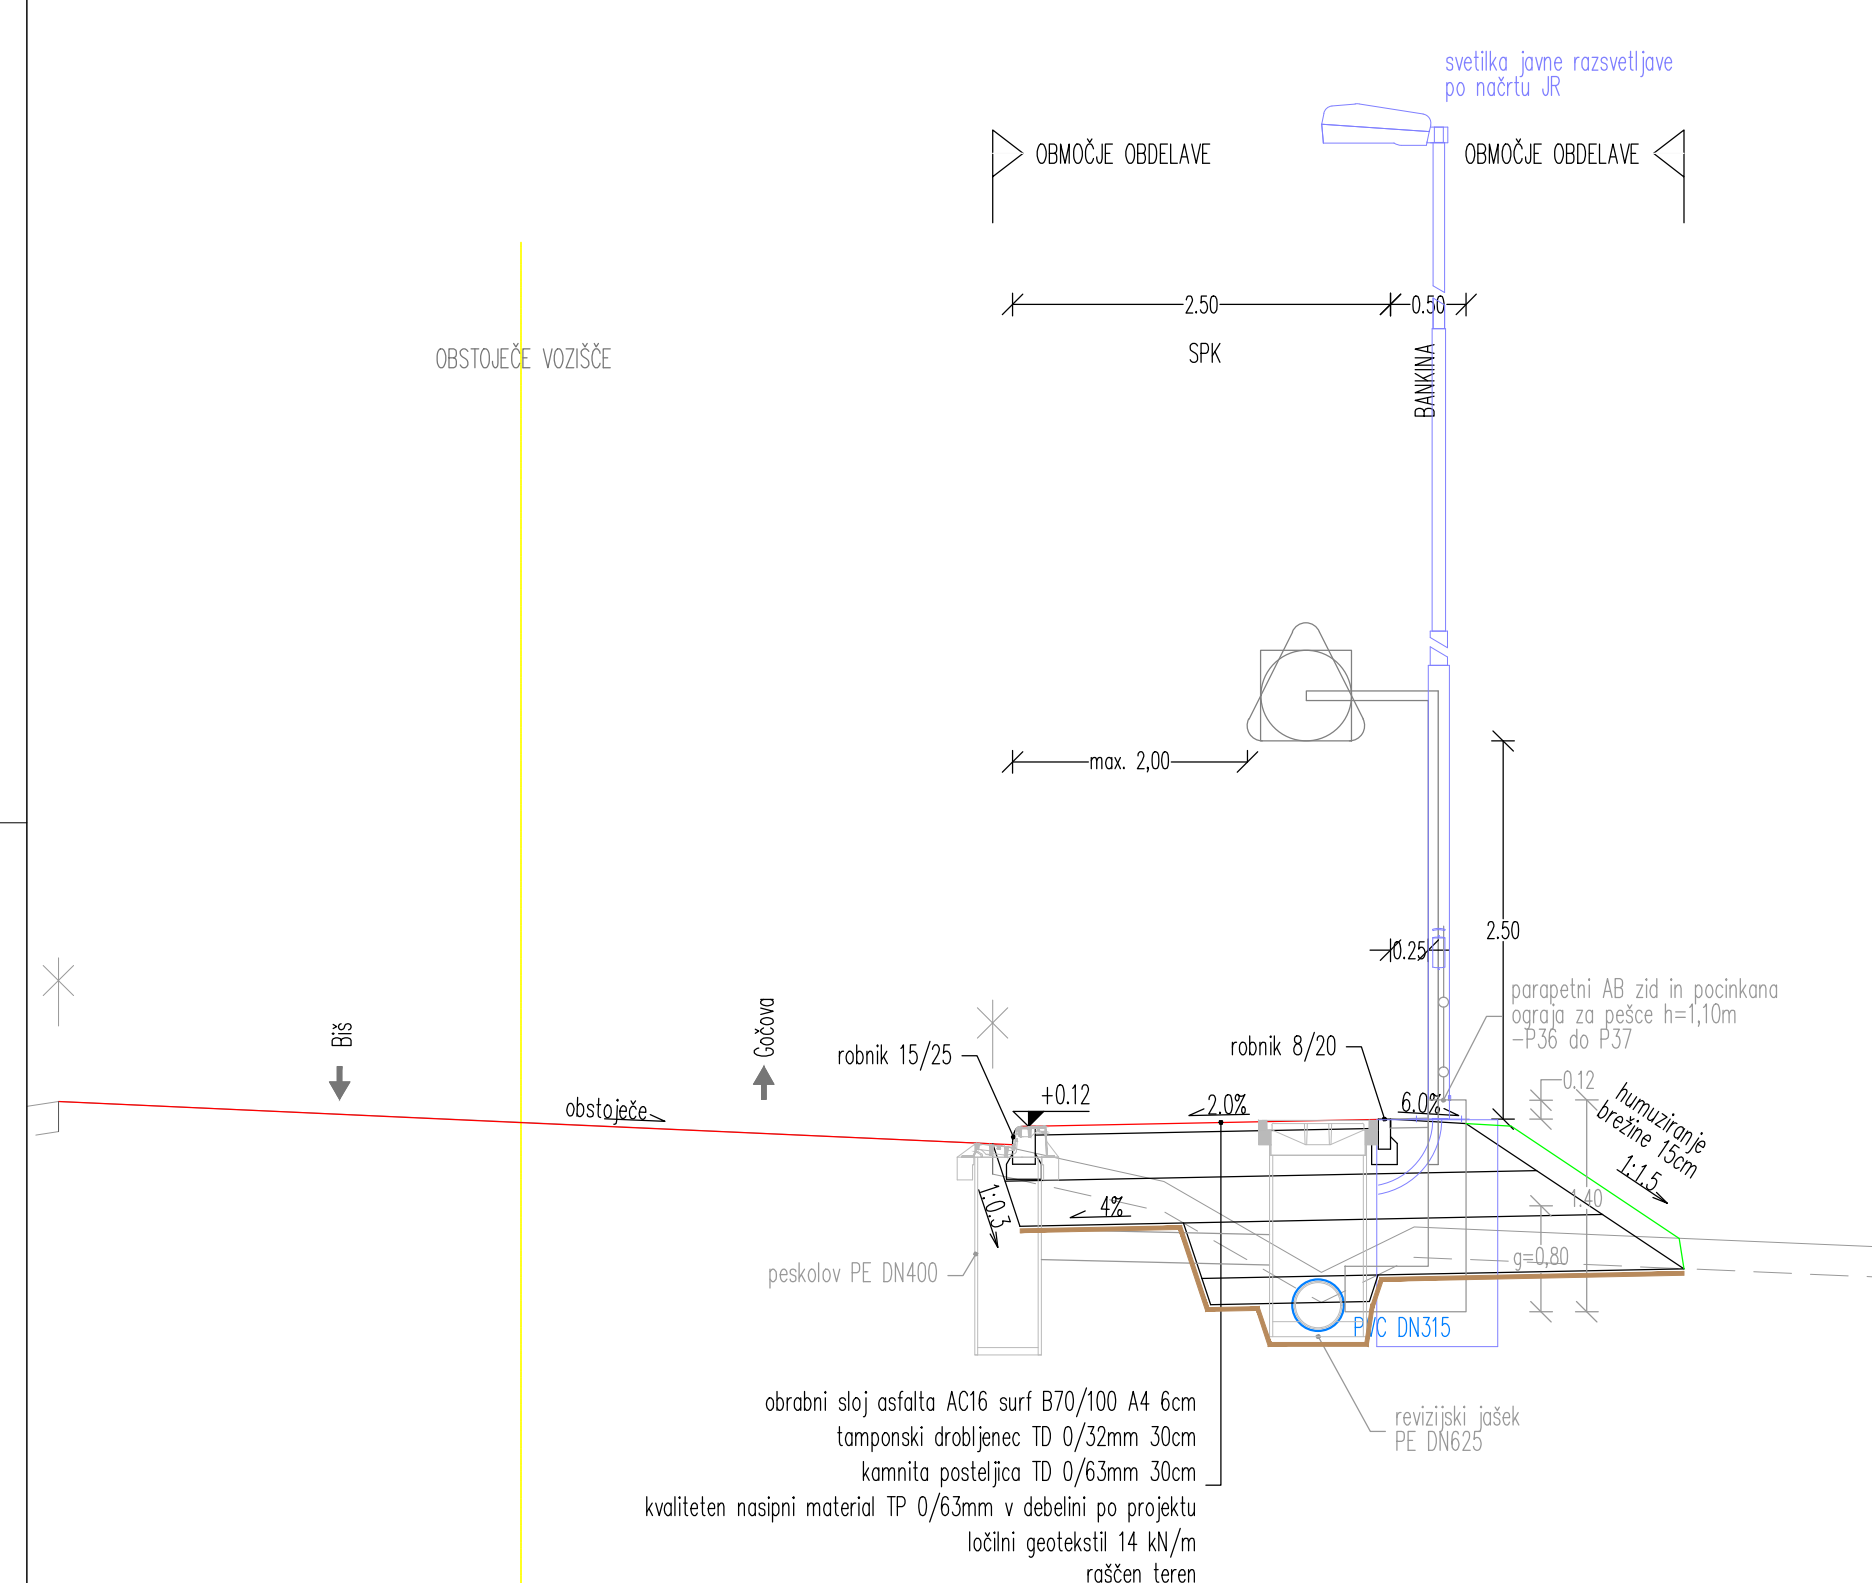 svetilka javne razsvetljave
po načrtu JR
OBMOČJE OBDELAVE
OBMOČJE OBDELAVE
2.50
0.50
OBSTOJEČE VOZIŠČE
SPK
BANKINA
max. 2,00
2.50
0.25
parapetni AB zid in pocinkana
ograja za pešce h=1,10m
-P36 do P37
Biš
Gočova
robnik 15/25
robnik 8/20
0.12
+0.12
obstoječe
2.0%
6.0%
humuziranje
brežine 15cm
1:1.5
1:0.3
4%
1.40
g=0,80
peskolov PE DN400
PVC DN315
obrabni sloj asfalta AC16 surf B70/100 A4 6cm
tamponski drobljenec TD 0/32mm 30cm
kamnita posteljica TD 0/63mm 30cm
kvaliteten nasipni material TP 0/63mm v debelini po projektu
ločilni geotekstil 14 kN/m
raščen teren
revizijski jašek
PE DN625